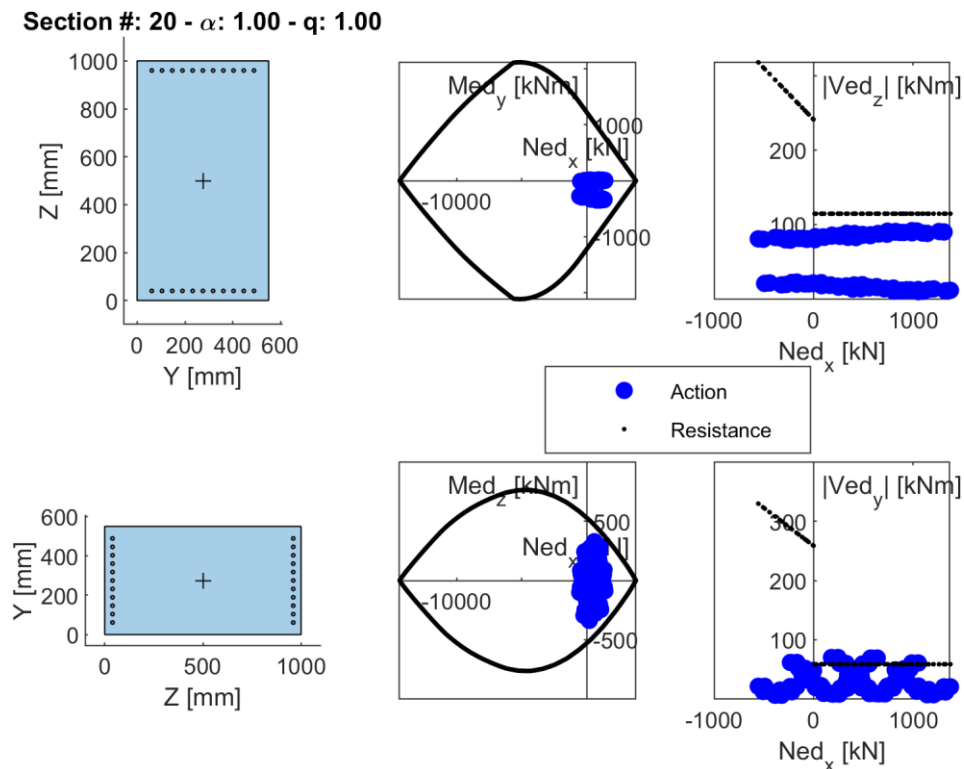 Section #: 20 - α: 1.00 - q: 1.00
1000
800
600
400
200
0
Z [mm]
0 200 400 600
Y [mm]
Med_y [kNm]
1000
Ned_x [kN]
-10000
-1000
|Ved_z| [kNm]
200
100
-1000 0 1000
Ned_x [kN]
Action
Resistance
600
400
200
0
Y [mm]
0 500 1000
Z [mm]
Med_z [kNm]
500
Ned_x
-10000
-500
|Ved_y| [kNm]
300
200
100
-1000 0 1000
Ned_x [kN]